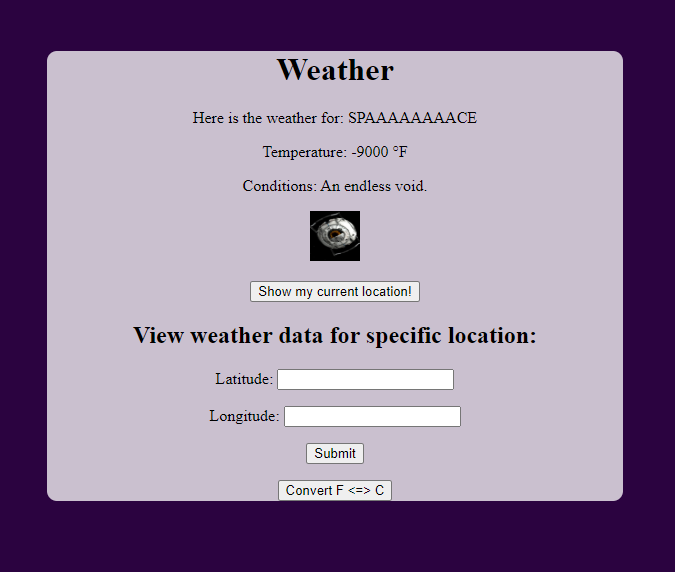 Weather
Here is the weather for: SPAAAAAAAACE
Temperature: -9000 °F
Conditions: An endless void.
Show my current location!
View weather data for specific location:
Latitude:
Longitude:
Submit
Convert F <=> C